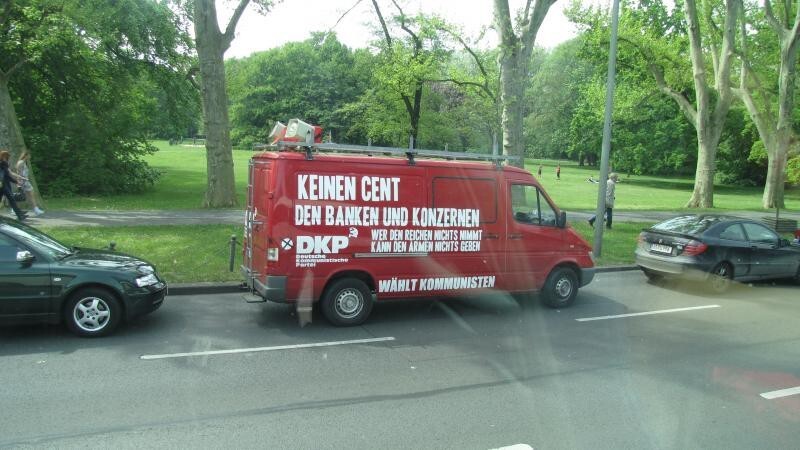 KEINEN CENT
DEN BANKEN UND KONZERNEN
WER DEN REICHEN NICHTS NIMMT
KANN DEN ARMEN NICHTS GEBEN
DKP
Deutsche
Kommunistische
Partei
WÄHLT KOMMUNISTEN